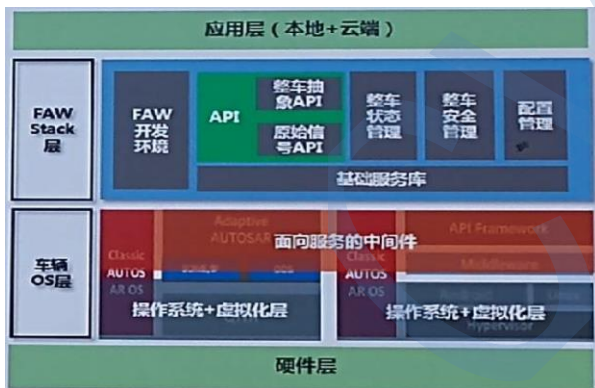 应用层（本地+云端）
FAW
Stack
层
FAW
开发
环境
API
整车抽
象API
原始信
号API
整车
状态
管理
整车
安全
管理
配置
管理
基础服务库
车辆
OS层
Adaptive
AUTOSAR
面向服务的中间件
API Framework
Middleware
Classic
AUTOS
AR OS
DDS
操作系统+虚拟化层
Classic
AUTOS
AR OS
操作系统+虚拟化层
Hypervisor
硬件层